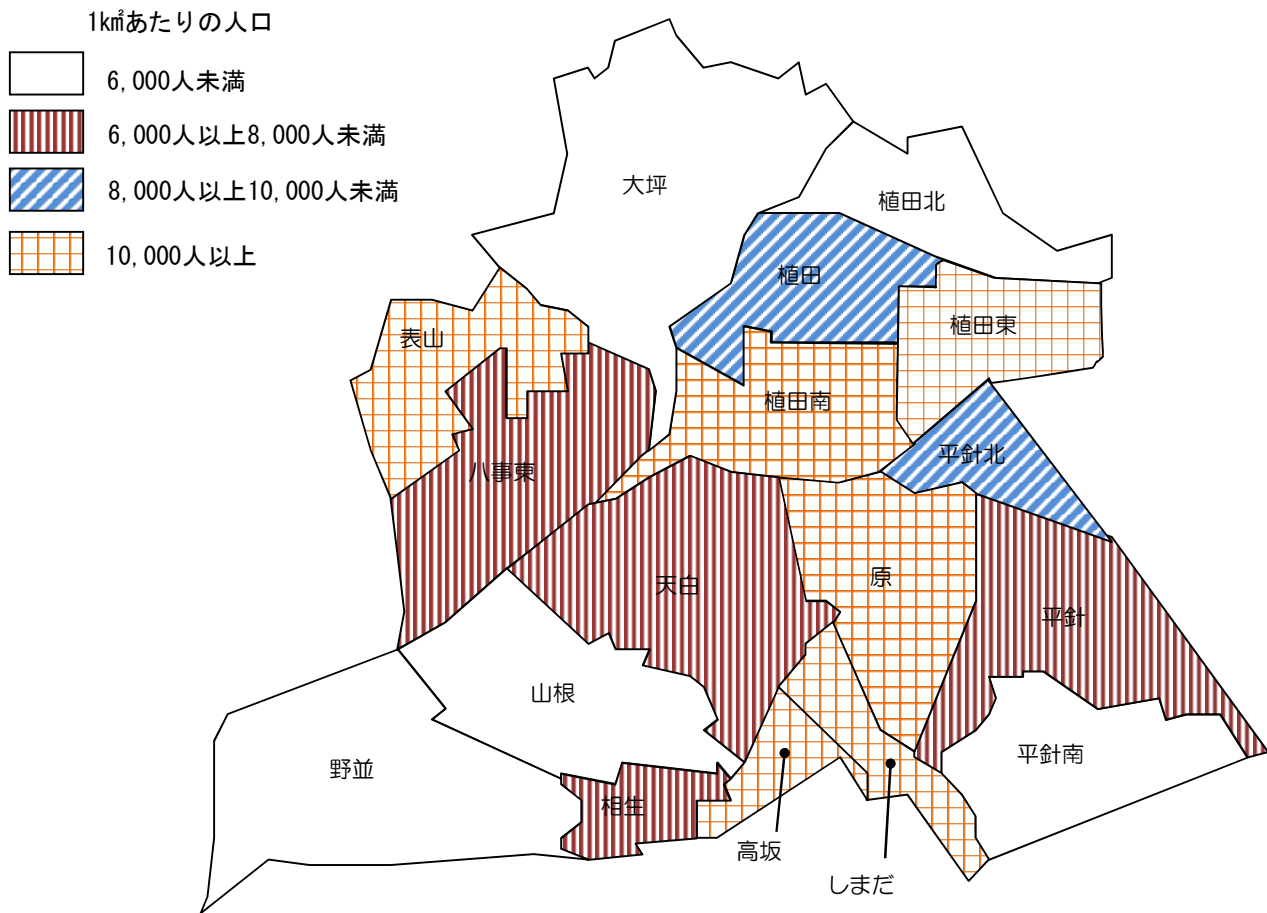 1k㎡あたりの人口
6,000人未満
6,000人以上8,000人未満
8,000人以上10,000人未満
10,000人以上
大坪
植田北
植田
植田東
表山
植田南
平針北
八事東
原
天白
平針
山根
平針南
野並
相生
高坂
しまだ